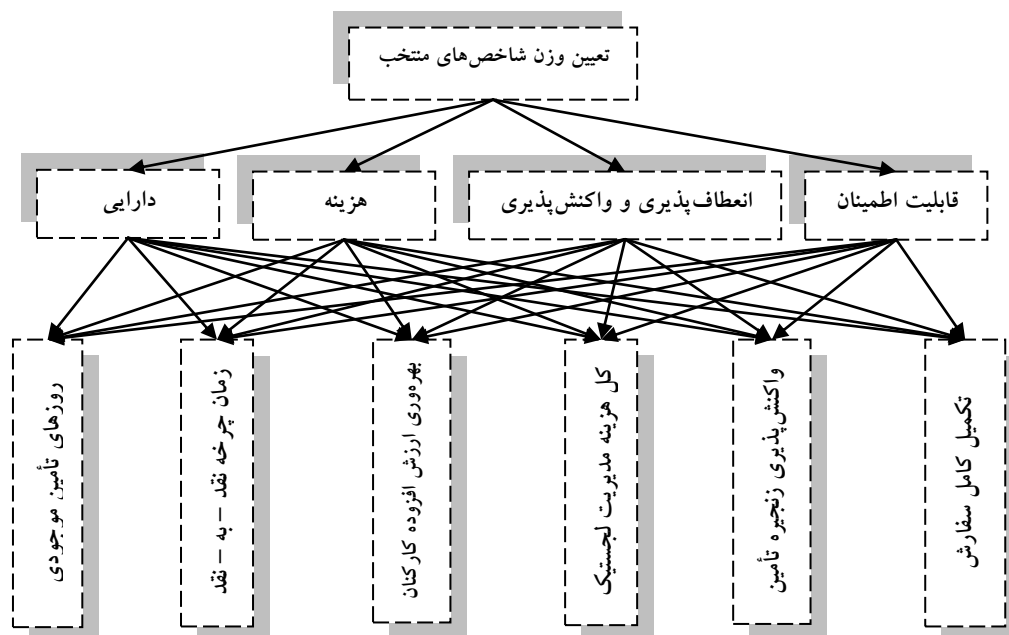 تعیین وزن شاخص‌های منتخب
قابلیت اطمینان
انعطاف‌پذیری و واکنش‌پذیری
هزینه
دارایی
تکمیل کامل سفارش
واکنش‌پذیری زنجیره تأمین
کل هزینه مدیریت لجستیک
بهره‌وری ارزش افزوده کارکنان
زمان چرخه نقد – به – نقد
روزهای تأمین موجودی